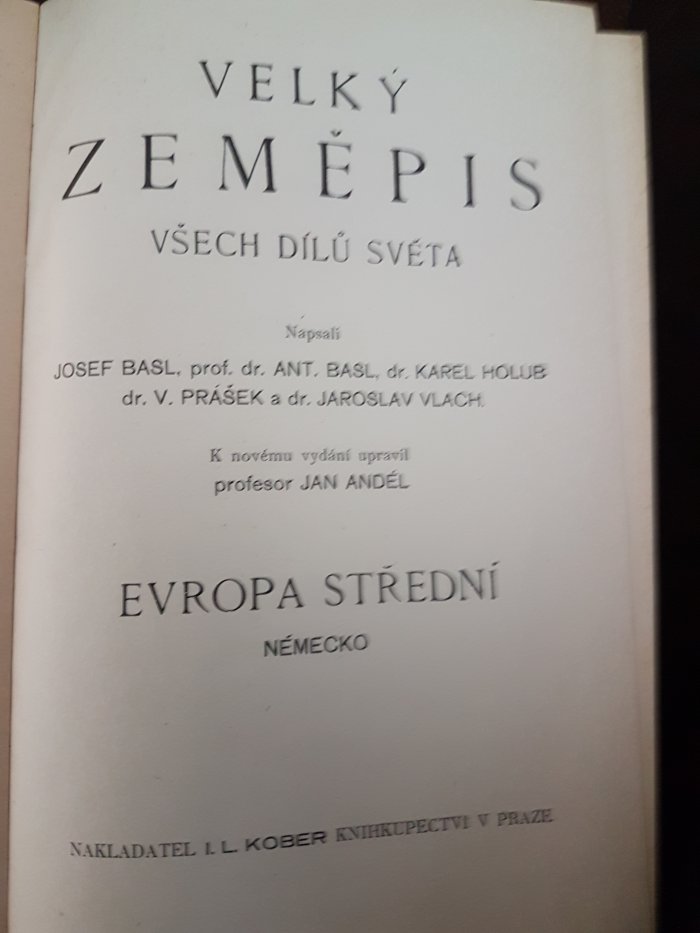 VELKÝ
ZEMĚPIS
VŠECH DÍLŮ SVĚTA
Napsali
JOSEF BASL, prof. dr. ANT. BASL, dr. KAREL HOLUB
dr. V. PRÁŠEK a dr. JAROSLAV VLACH.
K novému vydání upravil
profesor JAN ANDĚL
EVROPA STŘEDNÍ
NĚMECKO
NAKLADATEL I. L. KOBER KNIHKUPECTVÍ V PRAZE